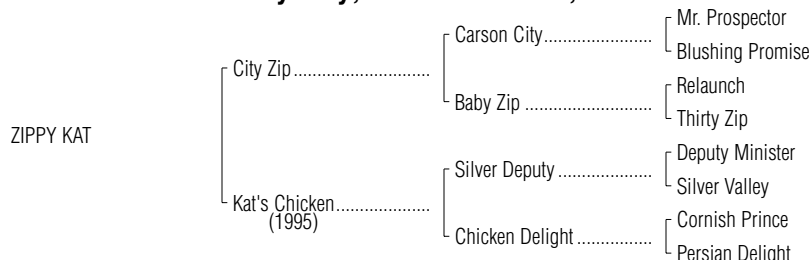 Mr. Prospector
Carson City
Blushing Promise
City Zip
Relaunch
Baby Zip
Thirty Zip
ZIPPY KAT
Deputy Minister
Silver Deputy
Silver Valley
Kat's Chicken
(1995)
Cornish Prince
Chicken Delight
Persian Delight